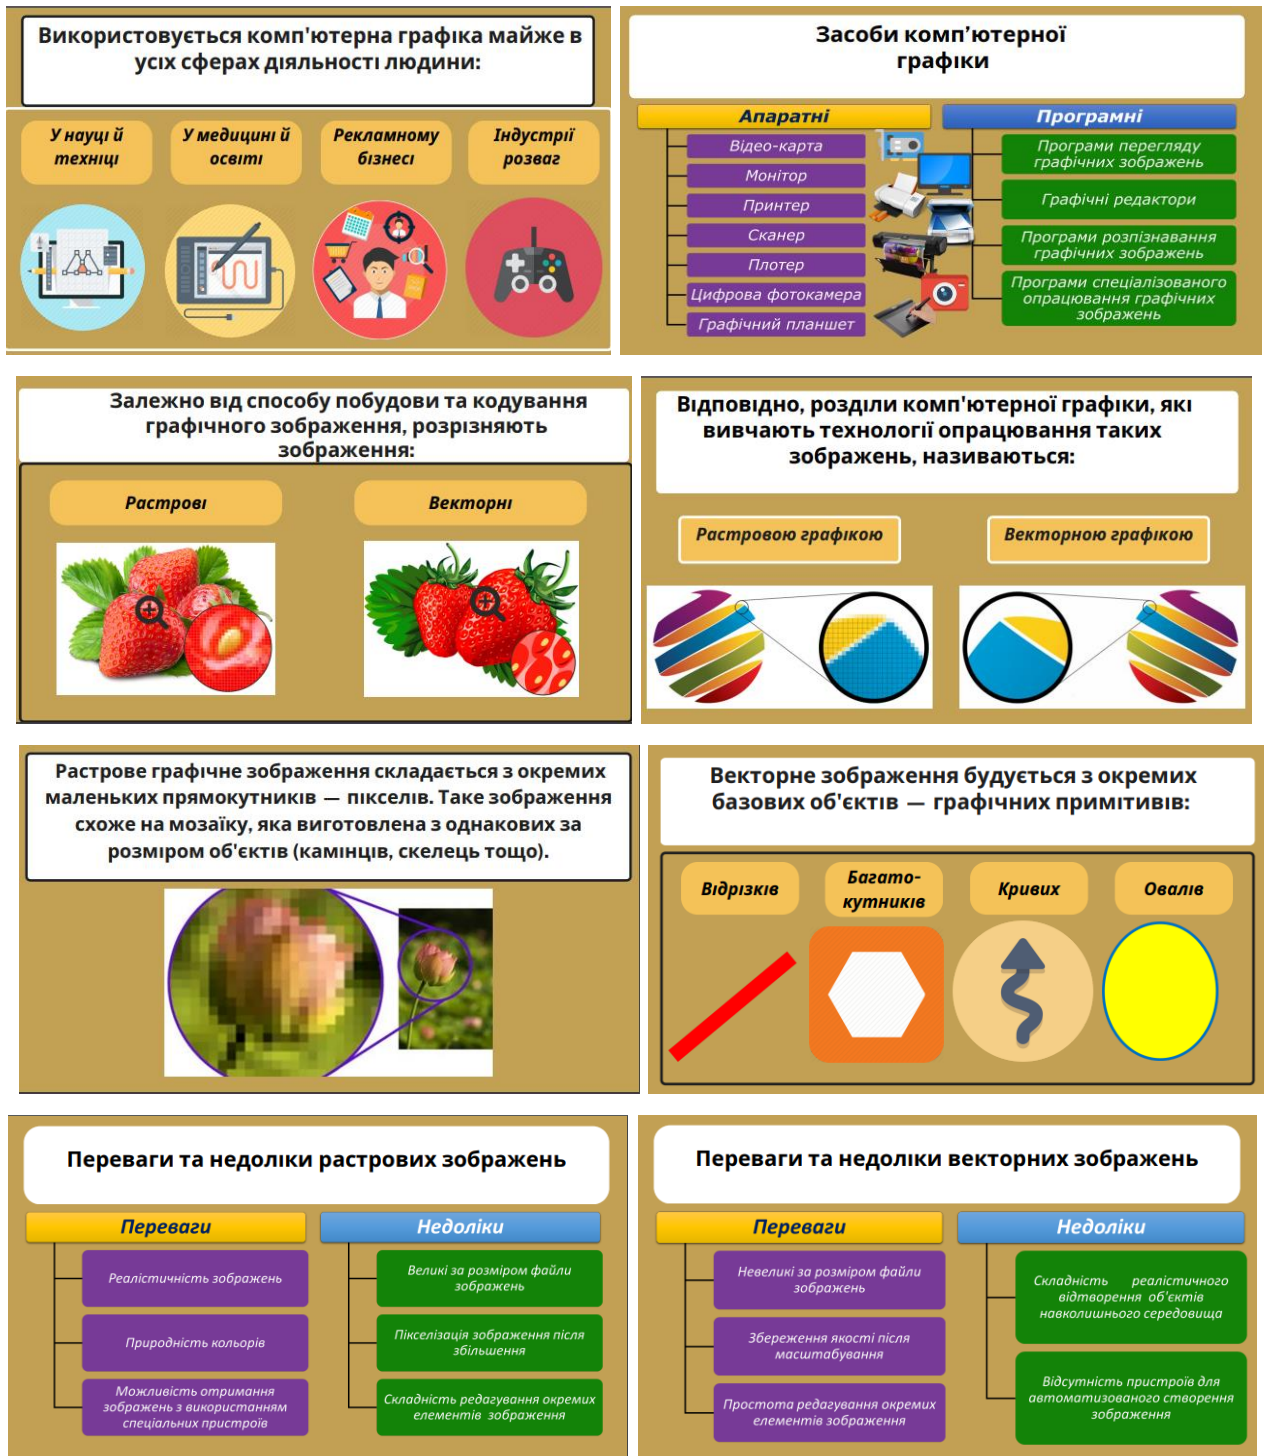 Використовується комп'ютерна графіка майже в
усіх сферах діяльності людини:
У науці й
техніці
У медицині й
освіті
Рекламному
бізнесі
Індустрії
розваг
Засоби комп’ютерної
графіки
Апаратні
Відео-карта
Монітор
Принтер
Сканер
Плотер
Цифрова фотокамера
Графічний планшет
Програмні
Програми перегляду
графічних зображень
Графічні редактори
Програми розпізнавання
графічних зображень
Програми спеціалізованого
опрацювання графічних
зображень
Залежно від способу побудови та кодування
графічного зображення, розрізняють
зображення:
Растрові
Векторні
Відповідно, розділи комп'ютерної графіки, які
вивчають технології опрацювання таких
зображень, називаються:
Растровою графікою
Векторною графікою
Растрове графічне зображення складається з окремих
маленьких прямокутників — пікселів. Таке зображення
схоже на мозаїку, яка виготовлена з однакових за
розміром об'єктів (камінців, скелець тощо).
Векторне зображення будується з окремих
базових об'єктів — графічних примітивів:
Відрізків
Багато-
кутників
Кривих
Овалів
Переваги та недоліки растрових зображень
Переваги
Реалістичність зображень
Природність кольорів
Можливість отримання
зображень з використанням
спеціальних пристроїв
Недоліки
Великі за розміром файли
зображень
Пікселізація зображення після
збільшення
Складність редагування окремих
елементів зображення
Переваги та недоліки векторних зображень
Переваги
Невеликі за розміром файли
зображень
Збереження якості після
масштабування
Простота редагування окремих
елементів зображення
Недоліки
Складність реалістичного
відтворення об'єктів
навколишнього середовища
Відсутність пристроїв для
автоматизованого створення
зображення